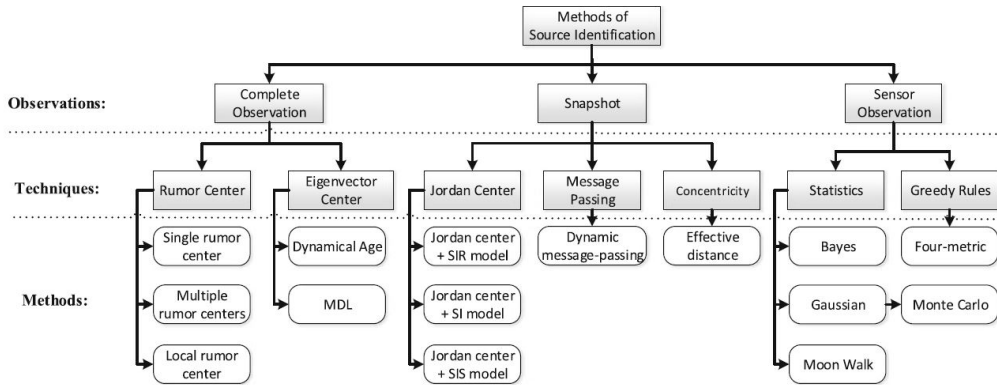 Methods of
Source Identification
Observations:
Complete
Observation
Snapshot
Sensor
Observation
Techniques:
Rumor Center
Eigenvector
Center
Jordan Center
Message
Passing
Concentricity
Statistics
Greedy Rules
Methods:
Single rumor
center
Dynamical Age
Jordan center
+ SIR model
Dynamic
message-passing
Effective
distance
Bayes
Four-metric
Multiple
rumor centers
MDL
Jordan center
+ SI model
Gaussian
Monte Carlo
Local rumor
center
Jordan center
+ SIS model
Moon Walk